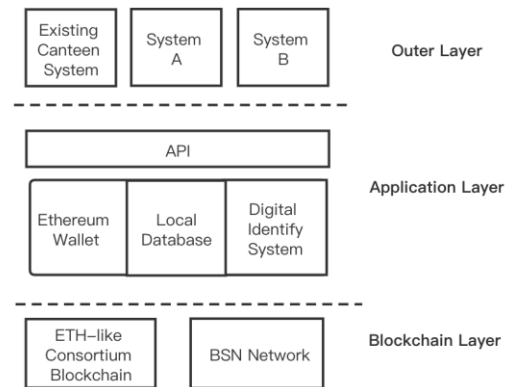 Existing
Canteen
System
System
A
System
B
Outer Layer
API
Application Layer
Ethereum
Wallet
Local
Database
Digital
Identify
System
Blockchain Layer
ETH-like
Consortium
Blockchain
BSN Network